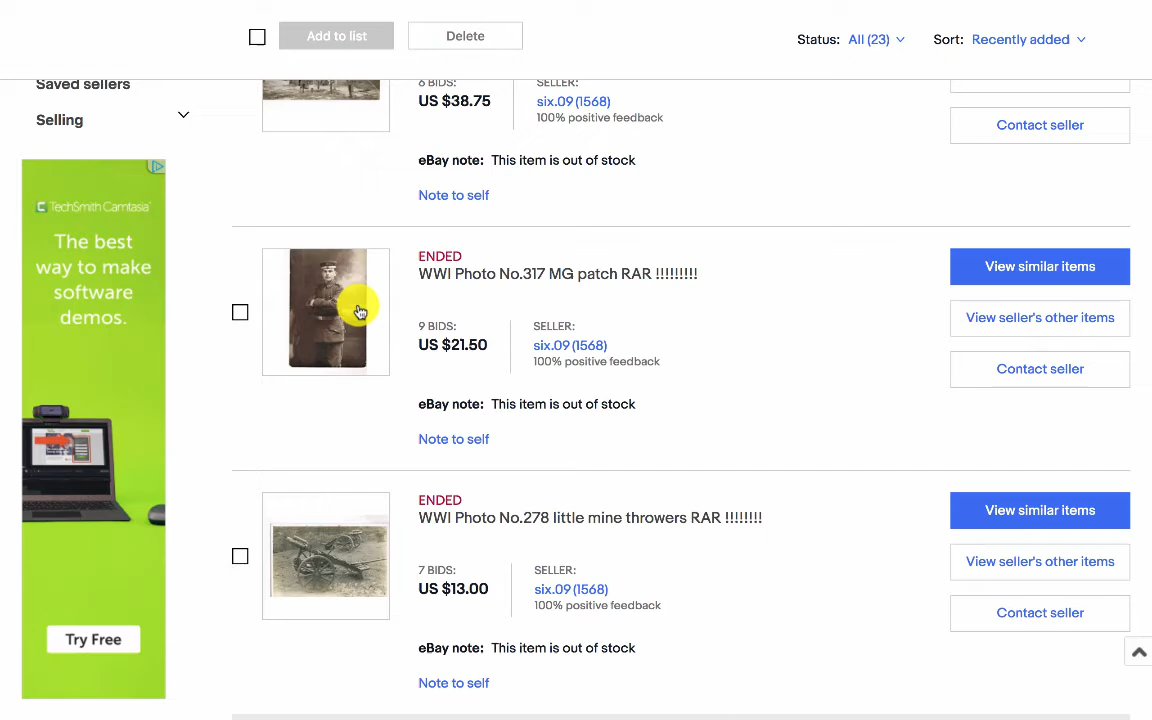 Add to list
Delete
Status: All (23)
Sort: Recently added
Saved sellers
Selling
6 BIDS:
US $38.75
SELLER:
six.09 (1568)
100% positive feedback
Contact seller
eBay note: This item is out of stock
Note to self
TechSmith Camtasia
The best
way to make
software
demos.
Try Free
ENDED
WWI Photo No.317 MG patch RAR !!!!!!!!!
9 BIDS:
US $21.50
SELLER:
six.09 (1568)
100% positive feedback
View similar items
View seller's other items
Contact seller
eBay note: This item is out of stock
Note to self
ENDED
WWI Photo No.278 little mine throwers RAR !!!!!!!!
7 BIDS:
US $13.00
SELLER:
six.09 (1568)
100% positive feedback
View similar items
View seller's other items
Contact seller
eBay note: This item is out of stock
Note to self